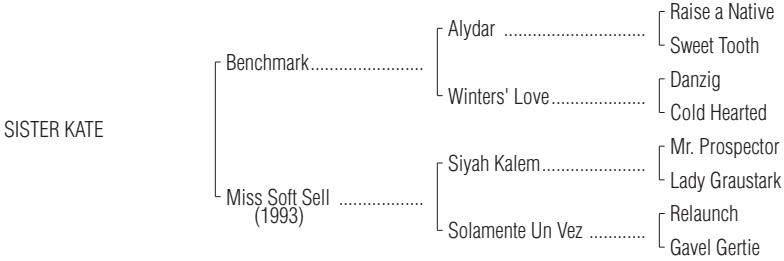 Raise a Native
Alydar ..............................
Sweet Tooth
Benchmark........................
Danzig
Winters' Love....................
Cold Hearted
SISTER KATE
Mr. Prospector
Siyah Kalem......................
Lady Graustark
Miss Soft Sell ..................
(1993)
Relaunch
Solamente Un Vez ............
Gavel Gertie